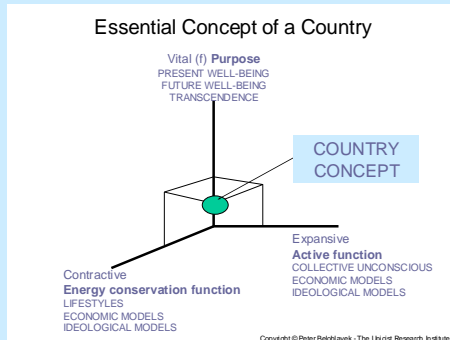 Essential Concept of a Country
Vital (f) Purpose
PRESENT WELL-BEING
FUTURE WELL-BEING
TRANSCENDENCE
COUNTRY
CONCEPT
Expansive
Active function
COLLECTIVE UNCONSCIOUS
ECONOMIC MODELS
IDEOLOGICAL MODELS
Contractive
Energy conservation function
LIFESTYLES
ECONOMIC MODELS
IDEOLOGICAL MODELS
Copyright © Peter Belohlavek - The Unicist Research Institute